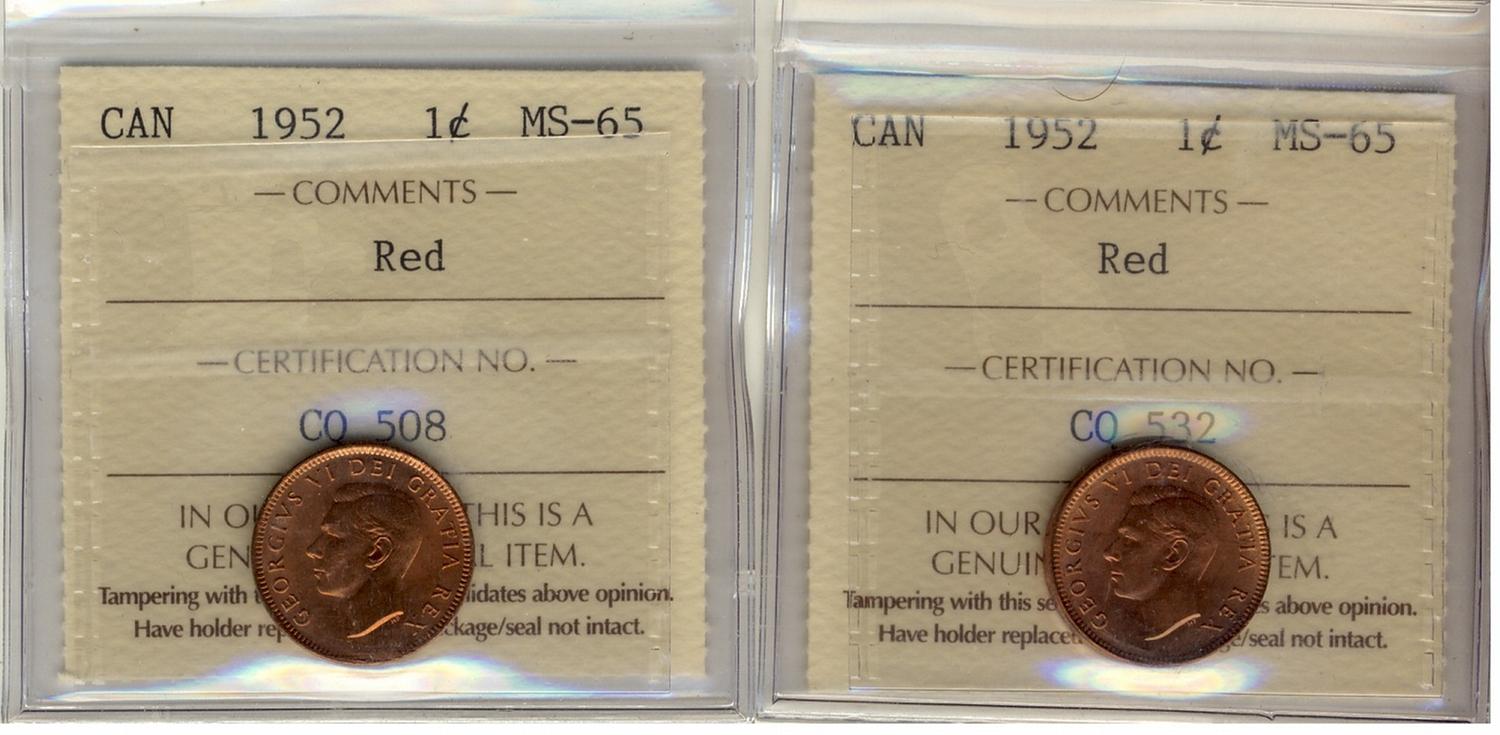 CAN 1952 1¢ MS-65
— COMMENTS —
Red
— CERTIFICATION NO. —
CQ 508
IN OU THIS IS A
GEN L ITEM.
Tampering with idates above opinion.
Have holder rep ckage/seal not intact.
GEORGIVS VI DEI GRATIA REX
CAN 1952 1¢ MS-65
— COMMENTS —
Red
— CERTIFICATION NO. —
CQ 532
IN OUR IS A
GENUIN TEM.
Tampering with this se s above opinion.
Have holder replace ge/seal not intact.
GEORGIVS VI DEI GRATIA REX